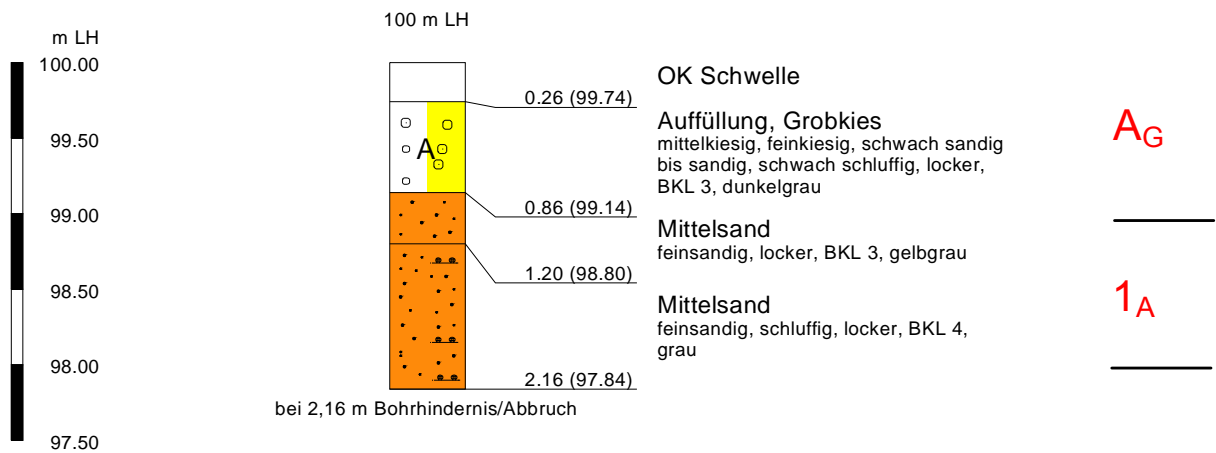 100 m LH
m LH
100.00
99.50
99.00
98.50
98.00
97.50
A
0.26 (99.74)
0.86 (99.14)
1.20 (98.80)
2.16 (97.84)
bei 2,16 m Bohrhindernis/Abbruch
OK Schwelle
Auffüllung, Grobkies
mittelkiesig, feinkiesig, schwach sandig
bis sandig, schwach schluffig, locker,
BKL 3, dunkelgrau
Mittelsand
feinsandig, locker, BKL 3, gelbgrau
Mittelsand
feinsandig, schluffig, locker, BKL 4,
grau
AG
1A